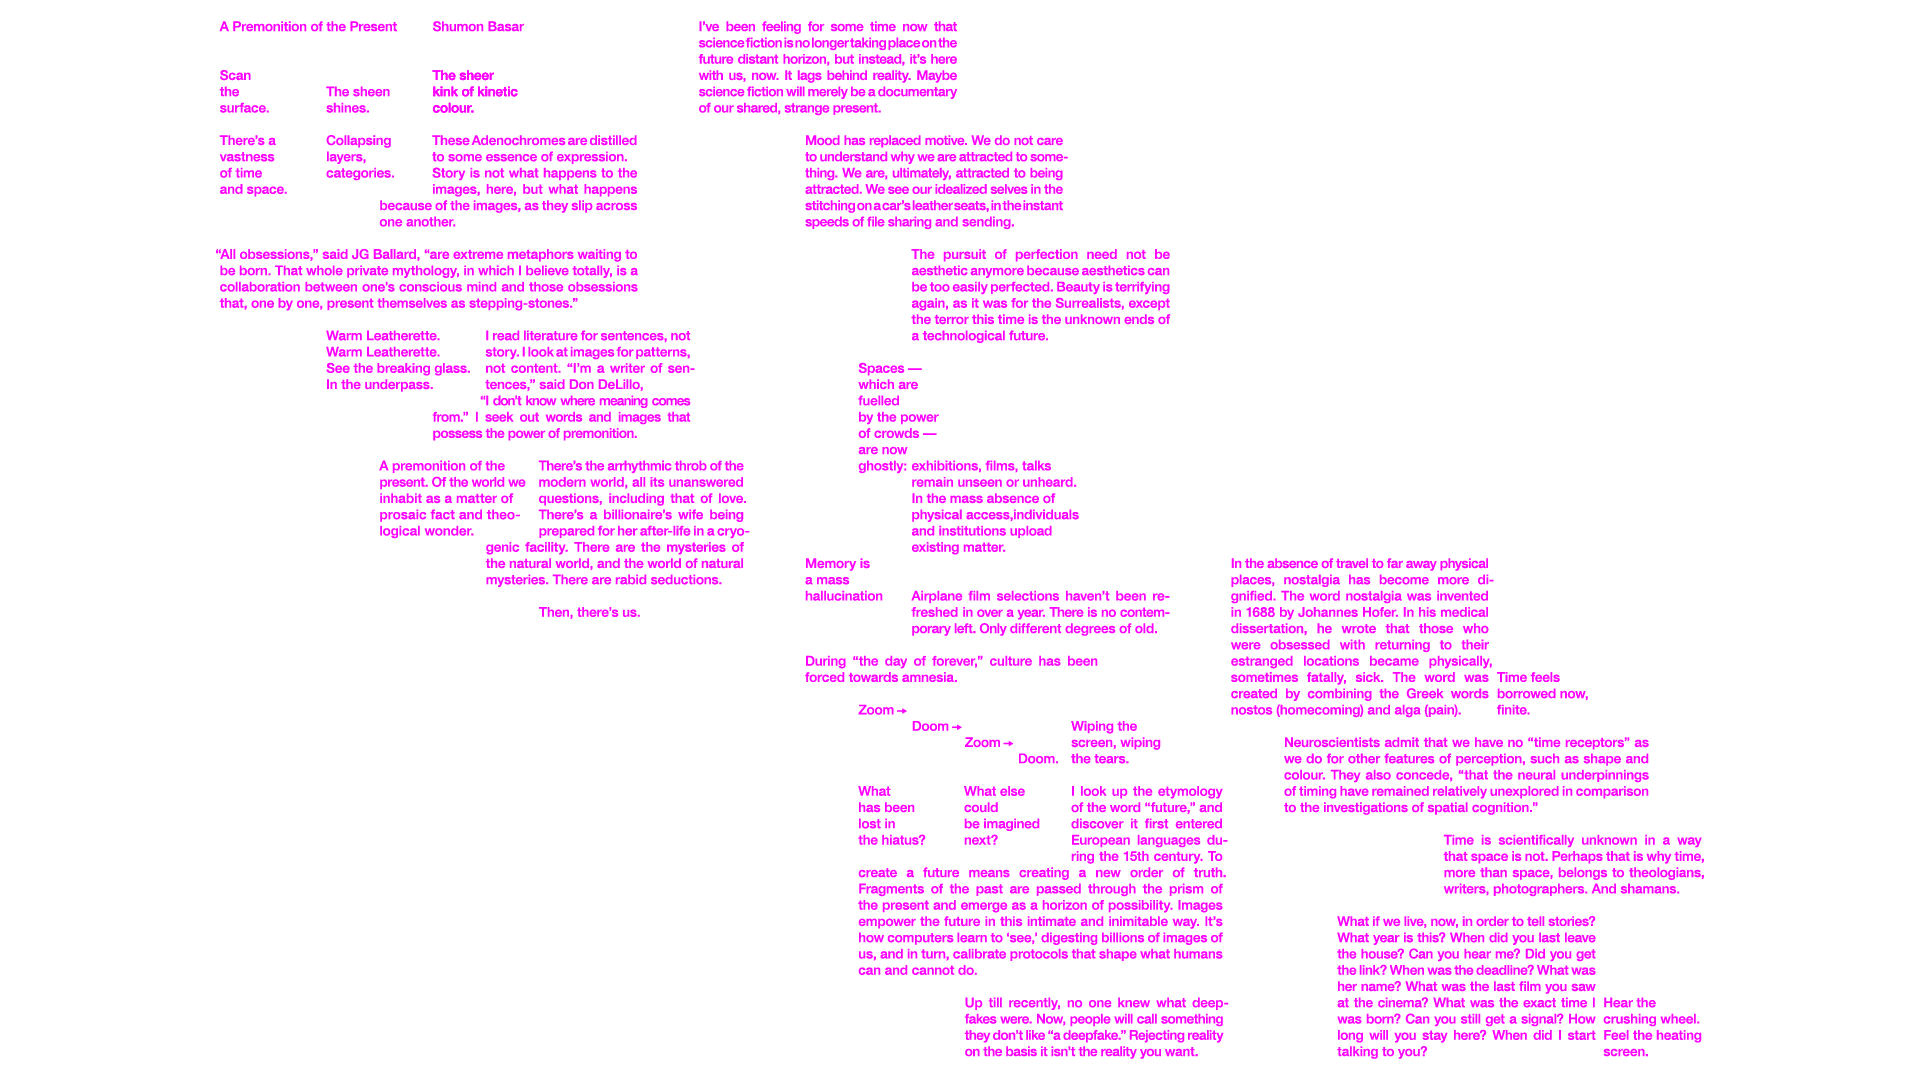 A Premonition of the Present
Shumon Basar
Scan
the
surface.
The sheen
shines.
The sheer
kink of kinetic
colour.
There’s a
vastness
of time
and space.
Collapsing
layers,
categories.
These Adenochromes are distilled
to some essence of expression.
Story is not what happens to the
images, here, but what happens
because of the images, as they slip across
one another.
“All obsessions,” said JG Ballard, “are extreme metaphors waiting to
be born. That whole private mythology, in which I believe totally, is a
collaboration between one’s conscious mind and those obsessions
that, one by one, present themselves as stepping-stones.”
Warm Leatherette.
Warm Leatherette.
See the breaking glass.
In the underpass.
I read literature for sentences, not
story. I look at images for patterns,
not content. “I’m a writer of sen-
tences,” said Don DeLillo,
“I don’t know where meaning comes
from.” I seek out words and images that
possess the power of premonition.
A premonition of the
present. Of the world we
inhabit as a matter of
prosaic fact and theo-
logical wonder.
There’s the arrhythmic throb of the
modern world, all its unanswered
questions, including that of love.
There’s a billionaire’s wife being
prepared for her after-life in a cryo-
genic facility. There are the mysteries of
the natural world, and the world of natural
mysteries. There are rabid seductions.
Then, there’s us.
I’ve been feeling for some time now that
science fiction is no longer taking place on the
future distant horizon, but instead, it’s here
with us, now. It lags behind reality. Maybe
science fiction will merely be a documentary
of our shared, strange present.
Mood has replaced motive. We do not care
to understand why we are attracted to some-
thing. We are, ultimately, attracted to being
attracted. We see our idealized selves in the
stitching on a car’s leather seats, in the instant
speeds of file sharing and sending.
The pursuit of perfection need not be
aesthetic anymore because aesthetics can
be too easily perfected. Beauty is terrifying
again, as it was for the Surrealists, except
the terror this time is the unknown ends of
a technological future.
Spaces —
which are
fuelled
by the power
of crowds —
are now
ghostly: exhibitions, films, talks
remain unseen or unheard.
In the mass absence of
physical access,individuals
and institutions upload
existing matter.
Memory is
a mass
hallucination
Airplane film selections haven’t been re-
freshed in over a year. There is no contem-
porary left. Only different degrees of old.
During “the day of forever,” culture has been
forced towards amnesia.
Zoom →
Doom →
Zoom →
Doom.
Wiping the
screen, wiping
the tears.
What
has been
lost in
the hiatus?
What else
could
be imagined
next?
I look up the etymology
of the word “future,” and
discover it first entered
European languages du-
ring the 15th century. To
create a future means creating a new order of truth.
Fragments of the past are passed through the prism of
the present and emerge as a horizon of possibility. Images
empower the future in this intimate and inimitable way. It’s
how computers learn to ‘see,’ digesting billions of images of
us, and in turn, calibrate protocols that shape what humans
can and cannot do.
Up till recently, no one knew what deep-
fakes were. Now, people will call something
they don’t like “a deepfake.” Rejecting reality
on the basis it isn’t the reality you want.
In the absence of travel to far away physical
places, nostalgia has become more di-
gnified. The word nostalgia was invented
in 1688 by Johannes Hofer. In his medical
dissertation, he wrote that those who
were obsessed with returning to their
estranged locations became physically,
sometimes fatally, sick. The word was
created by combining the Greek words
nostos (homecoming) and alga (pain).
Time feels
borrowed now,
finite.
Neuroscientists admit that we have no “time receptors” as
we do for other features of perception, such as shape and
colour. They also concede, “that the neural underpinnings
of timing have remained relatively unexplored in comparison
to the investigations of spatial cognition."
Time is scientifically unknown in a way
that space is not. Perhaps that is why time,
more than space, belongs to theologians,
writers, photographers. And shamans.
What if we live, now, in order to tell stories?
What year is this? When did you last leave
the house? Can you hear me? Did you get
the link? When was the deadline? What was
her name? What was the last film you saw
at the cinema? What was the exact time I
was born? Can you still get a signal? How
long will you stay here? When did I start
talking to you?
Hear the
crushing wheel.
Feel the heating
screen.